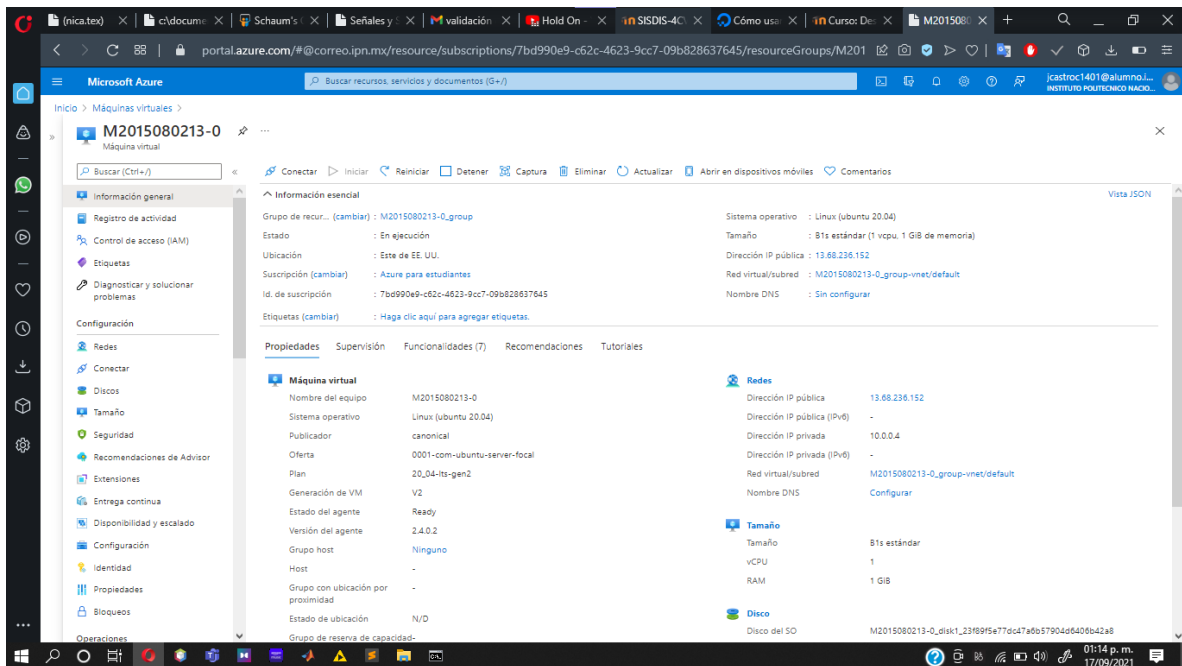 (nica.tex)
c:\docume
Schaum's
Señales y S
validación
Hold On -
SISDIS-4C
Cómo usar
Curso: Des
M2015080
portal.azure.com/#@correo.ipn.mx/resource/subscriptions/7bd990e9-c62c-4623-9cc7-09b828637645/resourceGroups/M201
Microsoft Azure
Buscar recursos, servicios y documentos (G+/)
jcastroc1401@alumno.i...
INSTITUTO POLITECNICO NACIO...
Inicio > Máquinas virtuales >
M2015080213-0
Máquina virtual
Buscar (Ctrl+/)
Información general
Registro de actividad
Control de acceso (IAM)
Etiquetas
Diagnosticar y solucionar
problemas
Configuración
Redes
Conectar
Discos
Tamaño
Seguridad
Recomendaciones de Advisor
Extensiones
Entrega continua
Disponibilidad y escalado
Configuración
Identidad
Propiedades
Bloqueos
Operaciones
Conectar Iniciar Reiniciar Detener Captura Eliminar Actualizar Abrir en dispositivos móviles Comentarios
Información esencial
Vista JSON
Grupo de recur... (cambiar) : M2015080213-0_group
Estado : En ejecución
Ubicación : Este de EE. UU.
Suscripción (cambiar) : Azure para estudiantes
Id. de suscripción : 7bd990e9-c62c-4623-9cc7-09b828637645
Etiquetas (cambiar) : Haga clic aquí para agregar etiquetas.
Sistema operativo : Linux (ubuntu 20.04)
Tamaño : B1s estándar (1 vcpu, 1 GiB de memoria)
Dirección IP pública : 13.68.236.152
Red virtual/subred : M2015080213-0_group-vnet/default
Nombre DNS : Sin configurar
Propiedades Supervisión Funcionalidades (7) Recomendaciones Tutoriales
Máquina virtual
Nombre del equipo M2015080213-0
Sistema operativo Linux (ubuntu 20.04)
Publicador canonical
Oferta 0001-com-ubuntu-server-focal
Plan 20_04-lts-gen2
Generación de VM V2
Estado del agente Ready
Versión del agente 2.4.0.2
Grupo host Ninguno
Host -
Grupo con ubicación por -
proximidad
Estado de ubicación N/D
Grupo de reserva de capacidad-
Redes
Dirección IP pública 13.68.236.152
Dirección IP pública (IPv6) -
Dirección IP privada 10.0.0.4
Dirección IP privada (IPv6) -
Red virtual/subred M2015080213-0_group-vnet/default
Nombre DNS Configurar
Tamaño
Tamaño B1s estándar
vCPU 1
RAM 1 GiB
Disco
Disco del SO M2015080213-0_disk1_23f89f5e77dc47a6b57904d6406b42a8
01:14 p. m.
17/09/2021